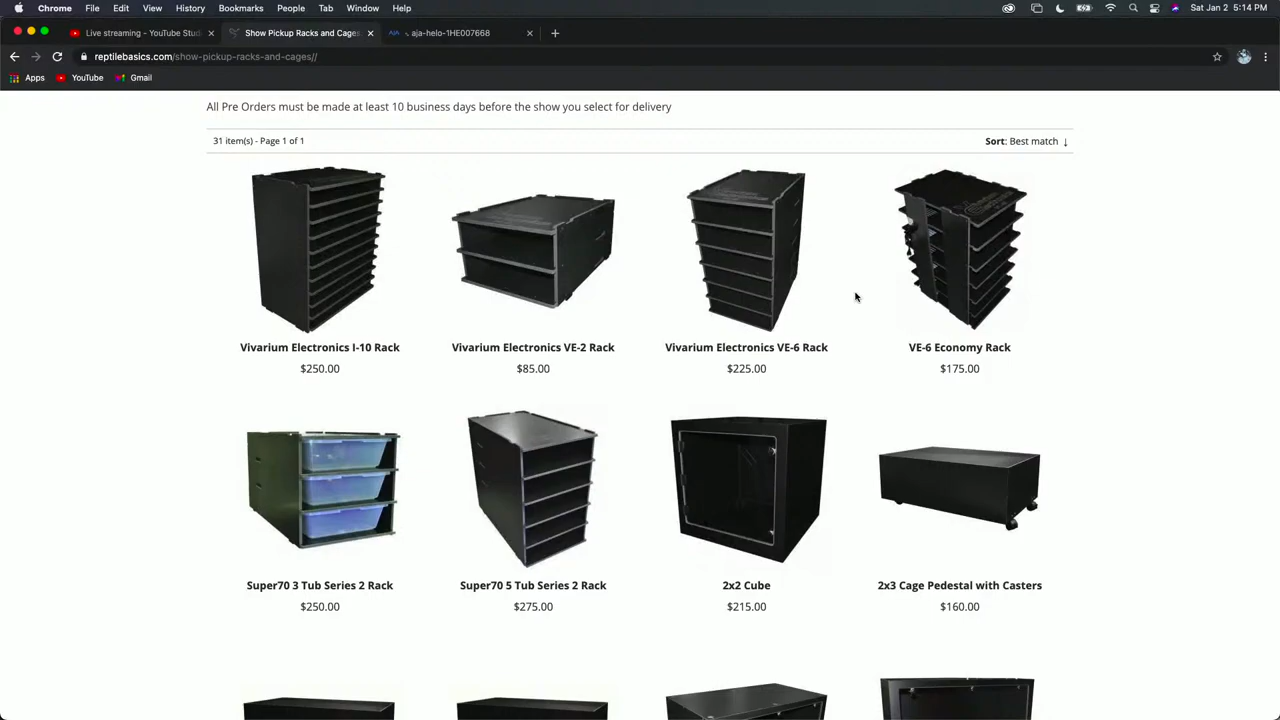 Chrome File Edit View History Bookmarks People Tab Window Help Sat Jan 2 5:14 PM
Live streaming - YouTube Stud Show Pickup Racks and Cages aja-helo-1HE007668
reptilebasics.com/show-pickup-racks-and-cages//
Apps YouTube Gmail
All Pre Orders must be made at least 10 business days before the show you select for delivery
31 item(s) - Page 1 of 1 Sort: Best match ↓
Vivarium Electronics I-10 Rack Vivarium Electronics VE-2 Rack Vivarium Electronics VE-6 Rack VE-6 Economy Rack
$250.00 $85.00 $225.00 $175.00
Super70 3 Tub Series 2 Rack Super70 5 Tub Series 2 Rack 2x2 Cube 2x3 Cage Pedestal with Casters
$250.00 $275.00 $215.00 $160.00